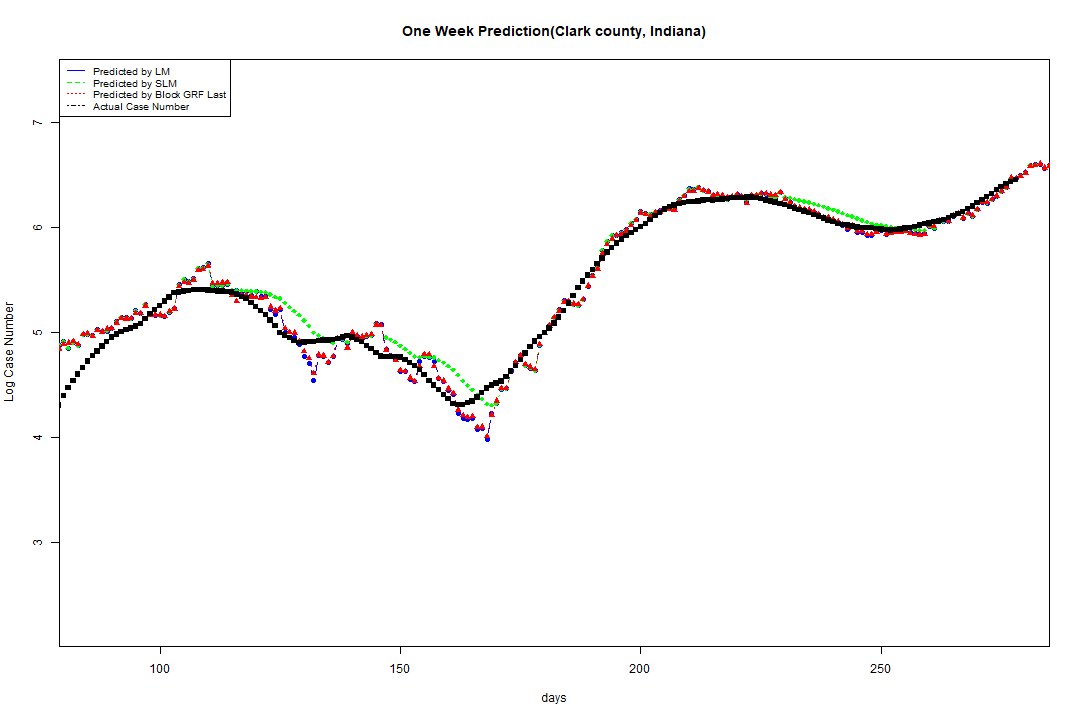 One Week Prediction(Clark county, Indiana)
Predicted by LM
Predicted by SLM
Predicted by Block GRF Last
Actual Case Number
7
6
5
4
3
Log Case Number
100 150 200 250
days